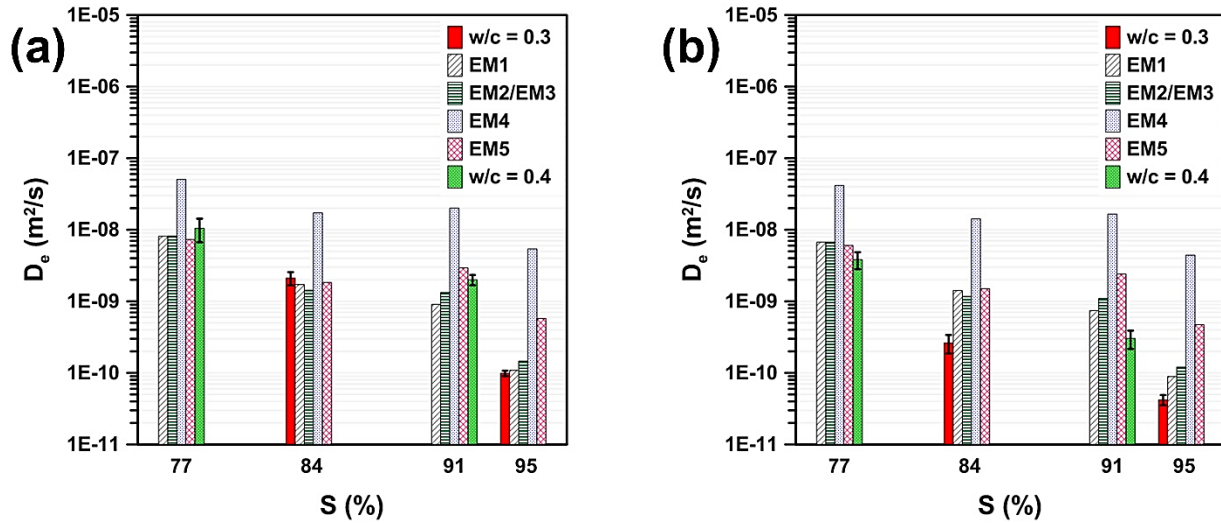 (a)
1E-05
1E-06
1E-07
1E-08
1E-09
1E-10
1E-11
Dₑ (m²/s)
w/c = 0.3
EM1
EM2/EM3
EM4
EM5
w/c = 0.4
77 84 91 95
S (%)
(b)
1E-05
1E-06
1E-07
1E-08
1E-09
1E-10
1E-11
Dₑ (m²/s)
w/c = 0.3
EM1
EM2/EM3
EM4
EM5
w/c = 0.4
77 84 91 95
S (%)